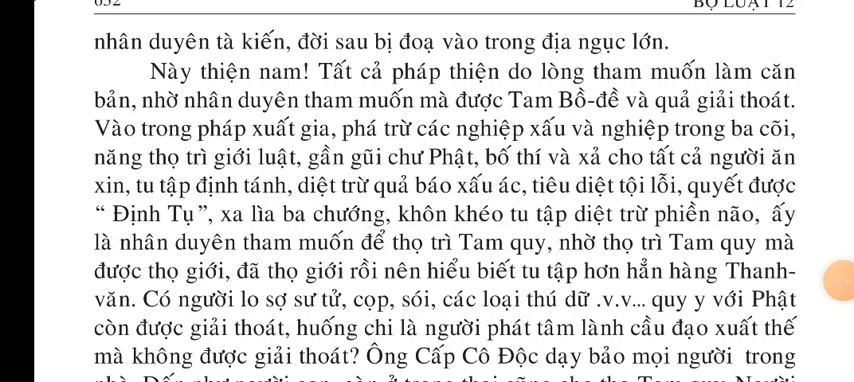 652 BỘ LUẬT 12
nhân duyên tà kiến, đời sau bị đoạ vào trong địa ngục lớn.
Này thiện nam! Tất cả pháp thiện do lòng tham muốn làm căn
bản, nhờ nhân duyên tham muốn mà được Tam Bồ-đề và quả giải thoát.
Vào trong pháp xuất gia, phá trừ các nghiệp xấu và nghiệp trong ba cõi,
năng thọ trì giới luật, gần gũi chư Phật, bố thí và xả cho tất cả người ăn
xin, tu tập định tánh, diệt trừ quả báo xấu ác, tiêu diệt tội lỗi, quyết được
“ Định Tụ”, xa lìa ba chướng, khôn khéo tu tập diệt trừ phiền não, ấy
là nhân duyên tham muốn để thọ trì Tam quy, nhờ thọ trì Tam quy mà
được thọ giới, đã thọ giới rồi nên hiểu biết tu tập hơn hẳn hàng Thanh-
văn. Có người lo sợ sư tử, cọp, sói, các loại thú dữ .v.v... quy y với Phật
còn được giải thoát, huống chi là người phát tâm lành cầu đạo xuất thế
mà không được giải thoát? Ông Cấp Cô Độc dạy bảo mọi người trong